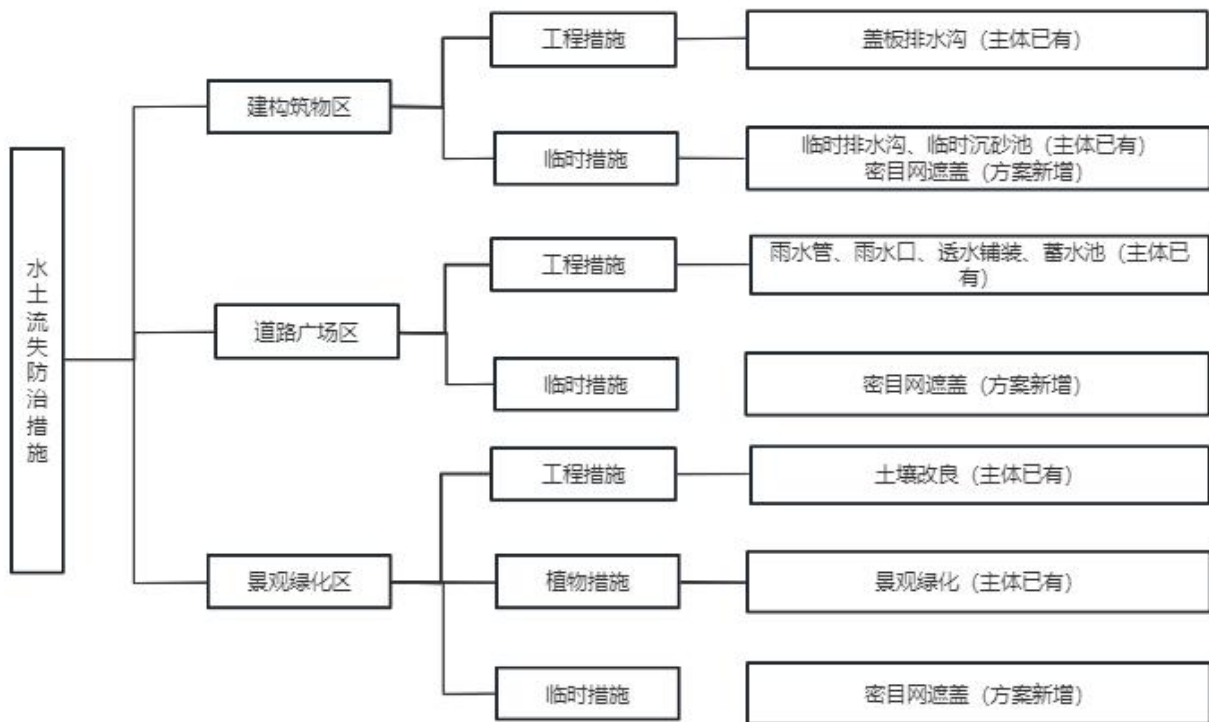 水土流失防治措施
建构筑物区
工程措施
盖板排水沟（主体已有）
临时措施
临时排水沟、临时沉砂池（主体已有）
密目网遮盖（方案新增）
道路广场区
工程措施
雨水管、雨水口、透水铺装、蓄水池（主体已
有）
临时措施
密目网遮盖（方案新增）
景观绿化区
工程措施
土壤改良（主体已有）
植物措施
景观绿化（主体已有）
临时措施
密目网遮盖（方案新增）